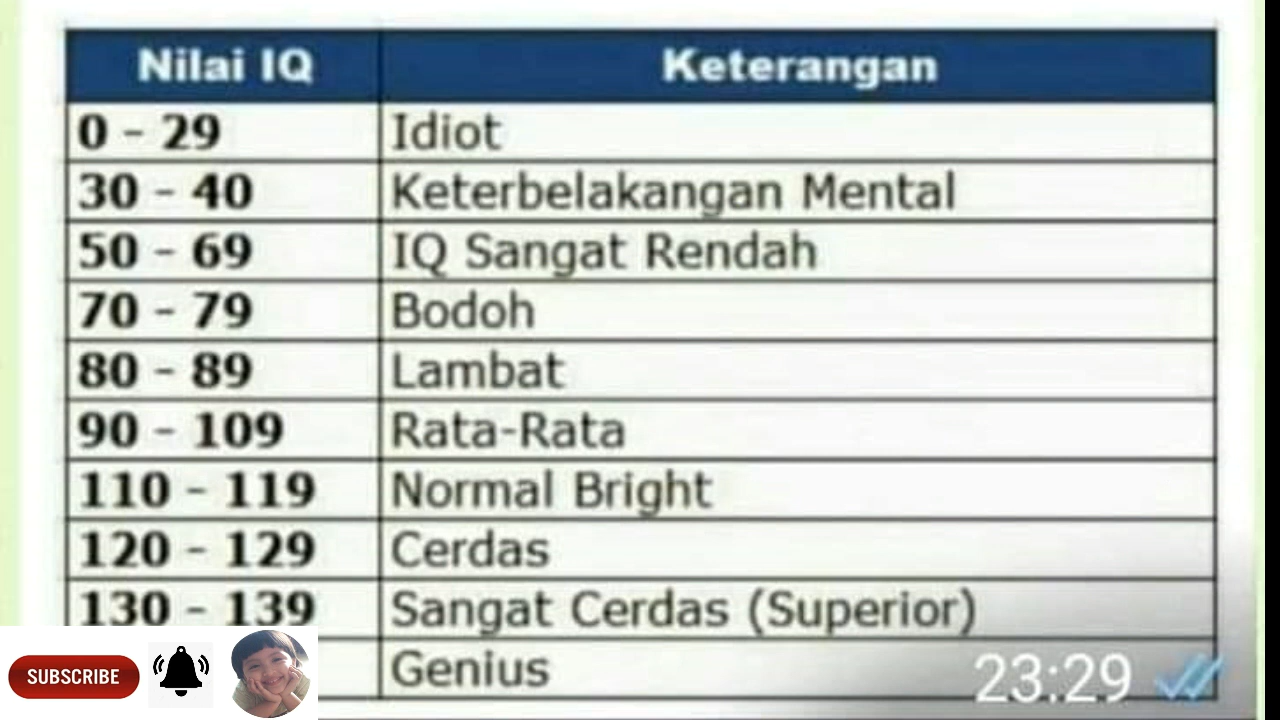 Nilai IQ Keterangan
0 - 29 Idiot
30 - 40 Keterbelakangan Mental
50 - 69 IQ Sangat Rendah
70 - 79 Bodoh
80 - 89 Lambat
90 - 109 Rata-Rata
110 - 119 Normal Bright
120 - 129 Cerdas
130 - 139 Sangat Cerdas (Superior)
Genius
23:29
SUBSCRIBE